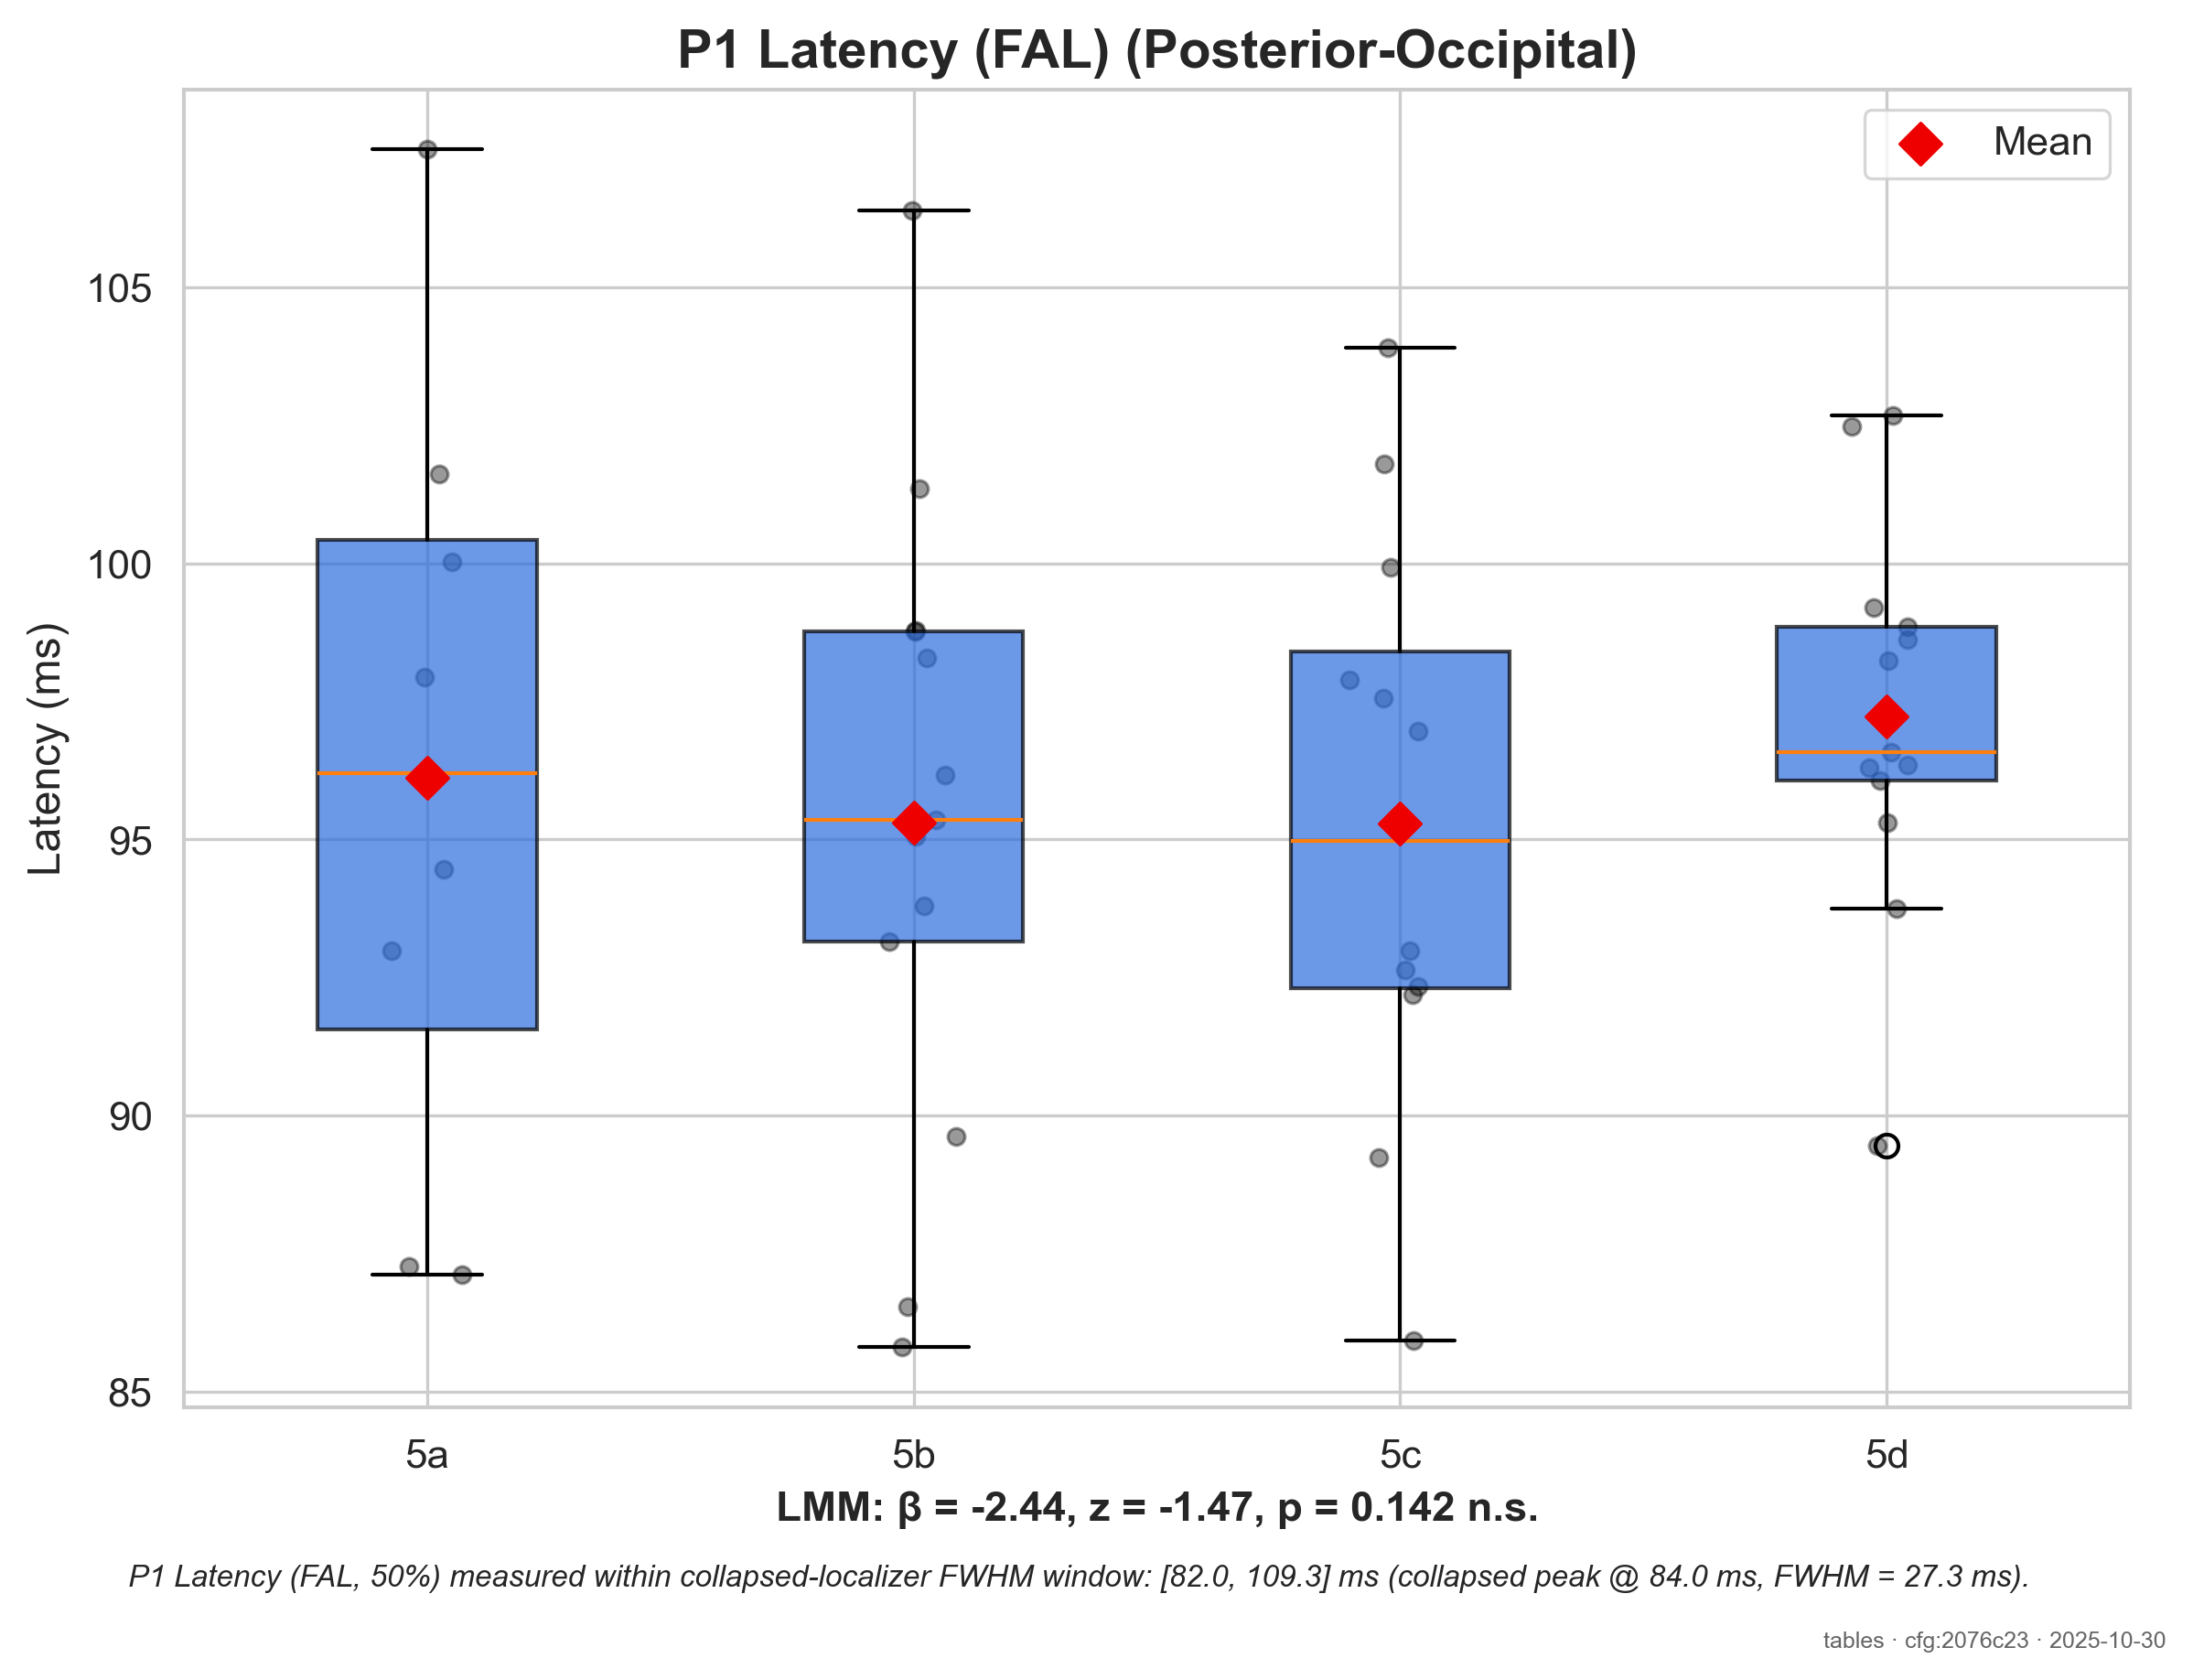 P1 Latency (FAL) (Posterior-Occipital)
Mean
Latency (ms)
105
100
95
90
85
5a 5b 5c 5d
LMM: β = -2.44, z = -1.47, p = 0.142 n.s.
P1 Latency (FAL, 50%) measured within collapsed-localizer FWHM window: [82.0, 109.3] ms (collapsed peak @ 84.0 ms, FWHM = 27.3 ms).
tables · cfg:2076c23 · 2025-10-30